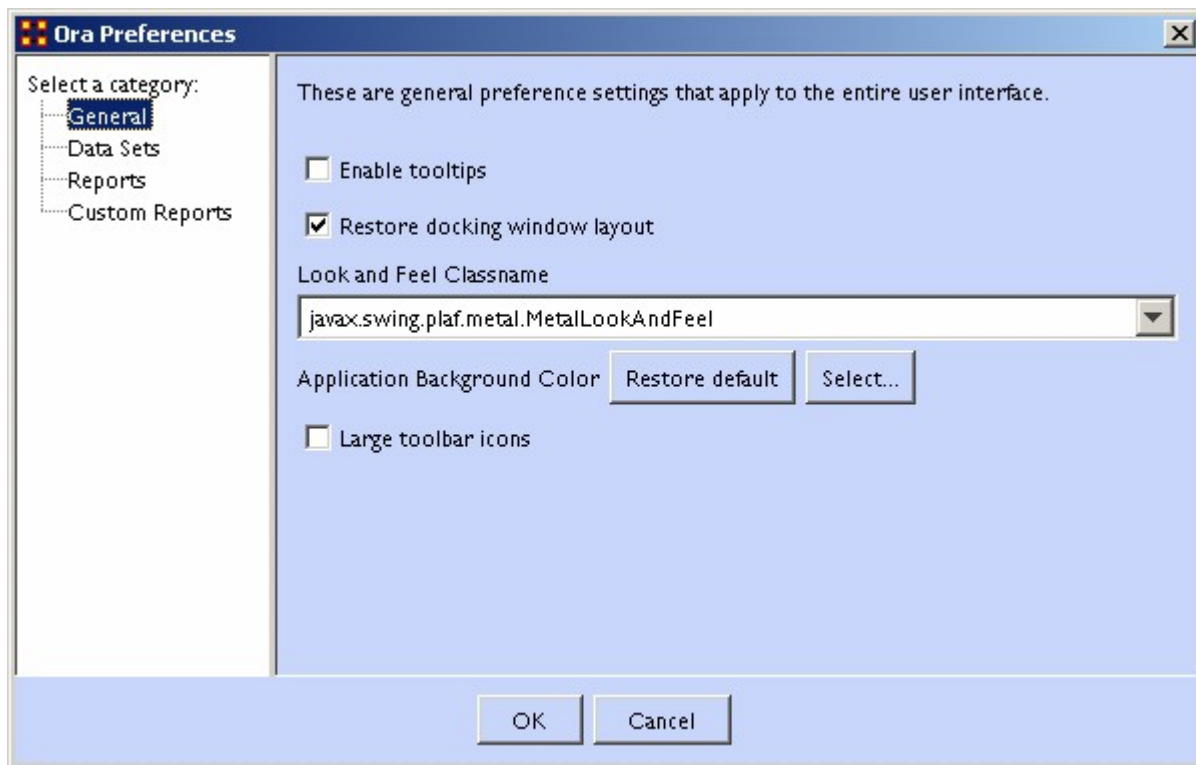 Ora Preferences
Select a category:
General
Data Sets
Reports
Custom Reports
These are general preference settings that apply to the entire user interface.
Enable tooltips
Restore docking window layout
Look and Feel Classname
javax.swing.plaf.metal.MetalLookAndFeel
Application Background Color Restore default Select...
Large toolbar icons
OK Cancel